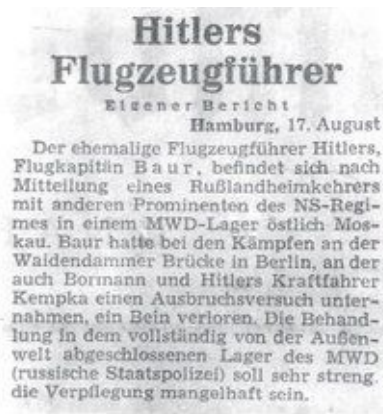 Hitlers
Flugzeugführer
Eigener Bericht
Hamburg, 17. August
Der ehemalige Flugzeugführer Hitlers,
Flugkapitän Baur, befindet sich nach
Mitteilung eines Rußlandheimkehrers
mit anderen Prominenten des NS-Regi-
mes in einem MWD-Lager östlich Mos-
kau. Baur hatte bei den Kämpfen an der
Waidendammer Brücke in Berlin, an der
auch Bormann und Hitlers Kraftfahrer
Kempka einen Ausbruchsversuch unter-
nahmen, ein Bein verloren. Die Behand-
lung in dem vollständig von der Außen-
welt abgeschlossenen Lager des MWD
(russische Staatspolizei) soll sehr streng,
die Verpflegung mangelhaft sein.